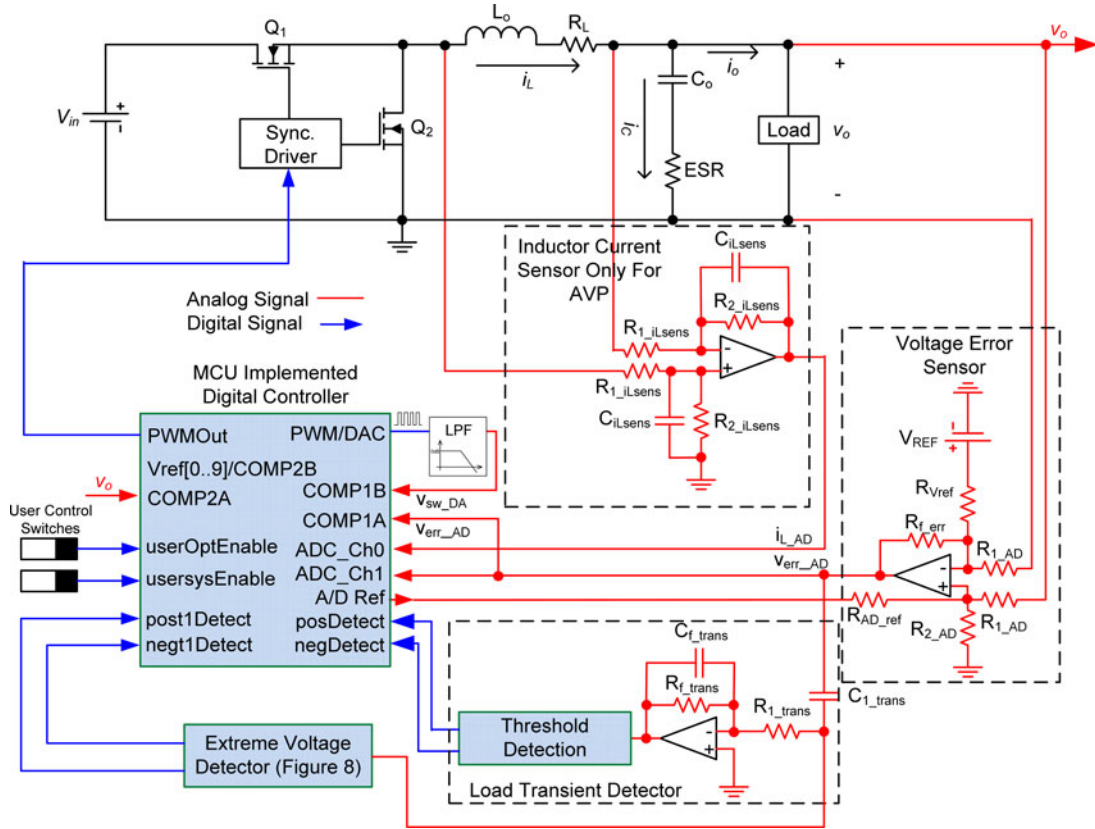 Q1
Lo
RL
iL
io
vo
Vin
Q2
Sync.
Driver
Co
iC
ESR
Load
+
vo
-
Inductor Current
Sensor Only For
AVP
CiLsens
R2_iLsens
R1_iLsens
R1_iLsens
CiLsens
R2_iLsens
Analog Signal
Digital Signal
MCU Implemented
Digital Controller
Voltage Error
Sensor
VREF
RVref
Rf_err
R1_AD
RAD_ref
R2_AD
R1_AD
PWMOut
PWM/DAC
LPF
Vref[0..9]/COMP2B
vo
COMP2A
COMP1B
vsw_DA
COMP1A
verr__AD
User Control
Switches
userOptEnable
ADC_Ch0
iL_AD
usersysEnable
ADC_Ch1
verr__AD
A/D Ref
post1Detect
posDetect
negt1Detect
negDetect
Cf_trans
Rf_trans
R1_trans
C1_trans
Threshold
Detection
Load Transient Detector
Extreme Voltage
Detector (Figure 8)